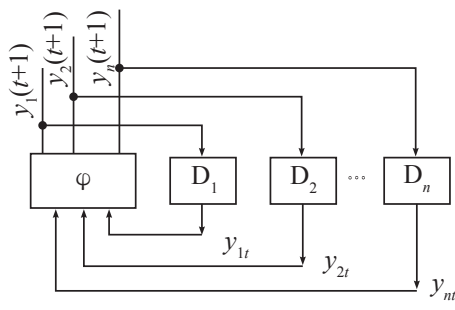 y₁(t+1) y₂(t+1) yₙ(t+1)
φ D₁ D₂ ◦◦◦ Dₙ
y₁ₜ
y₂ₜ
yₙₜ